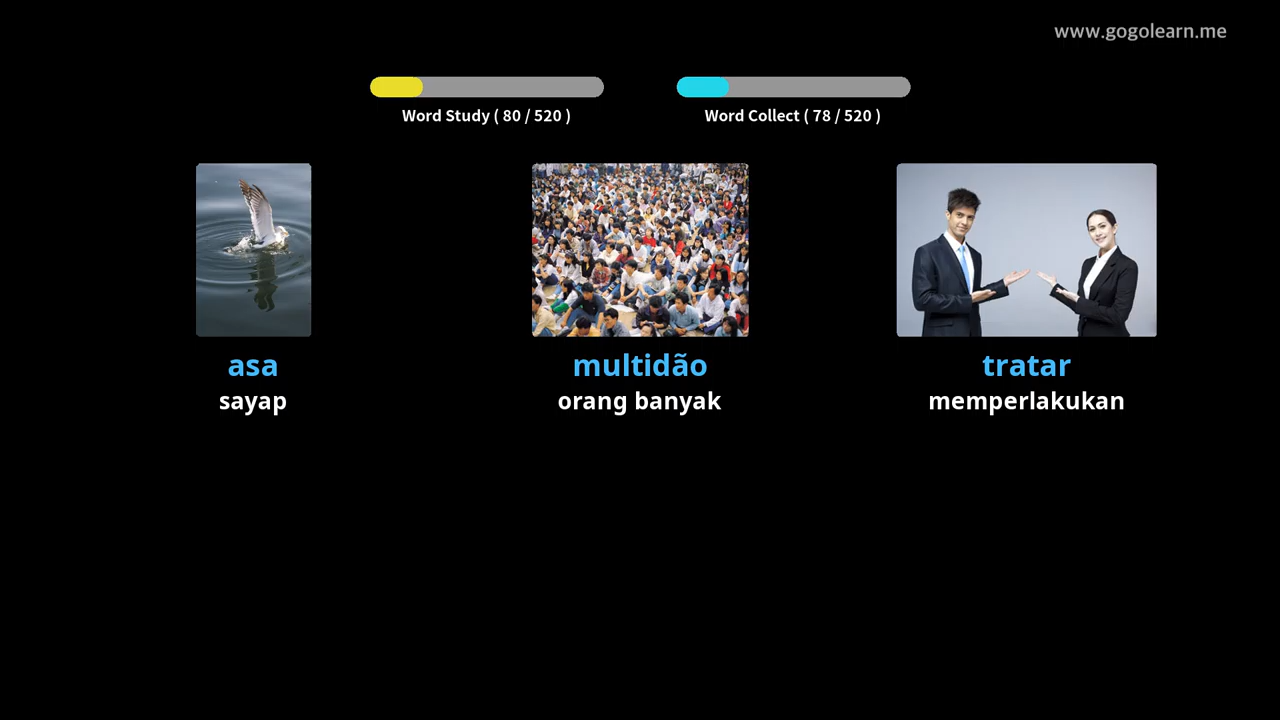 www.gogolearn.me
Word Study ( 80 / 520 )
Word Collect ( 78 / 520 )
asa
sayap
multidão
orang banyak
tratar
memperlakukan